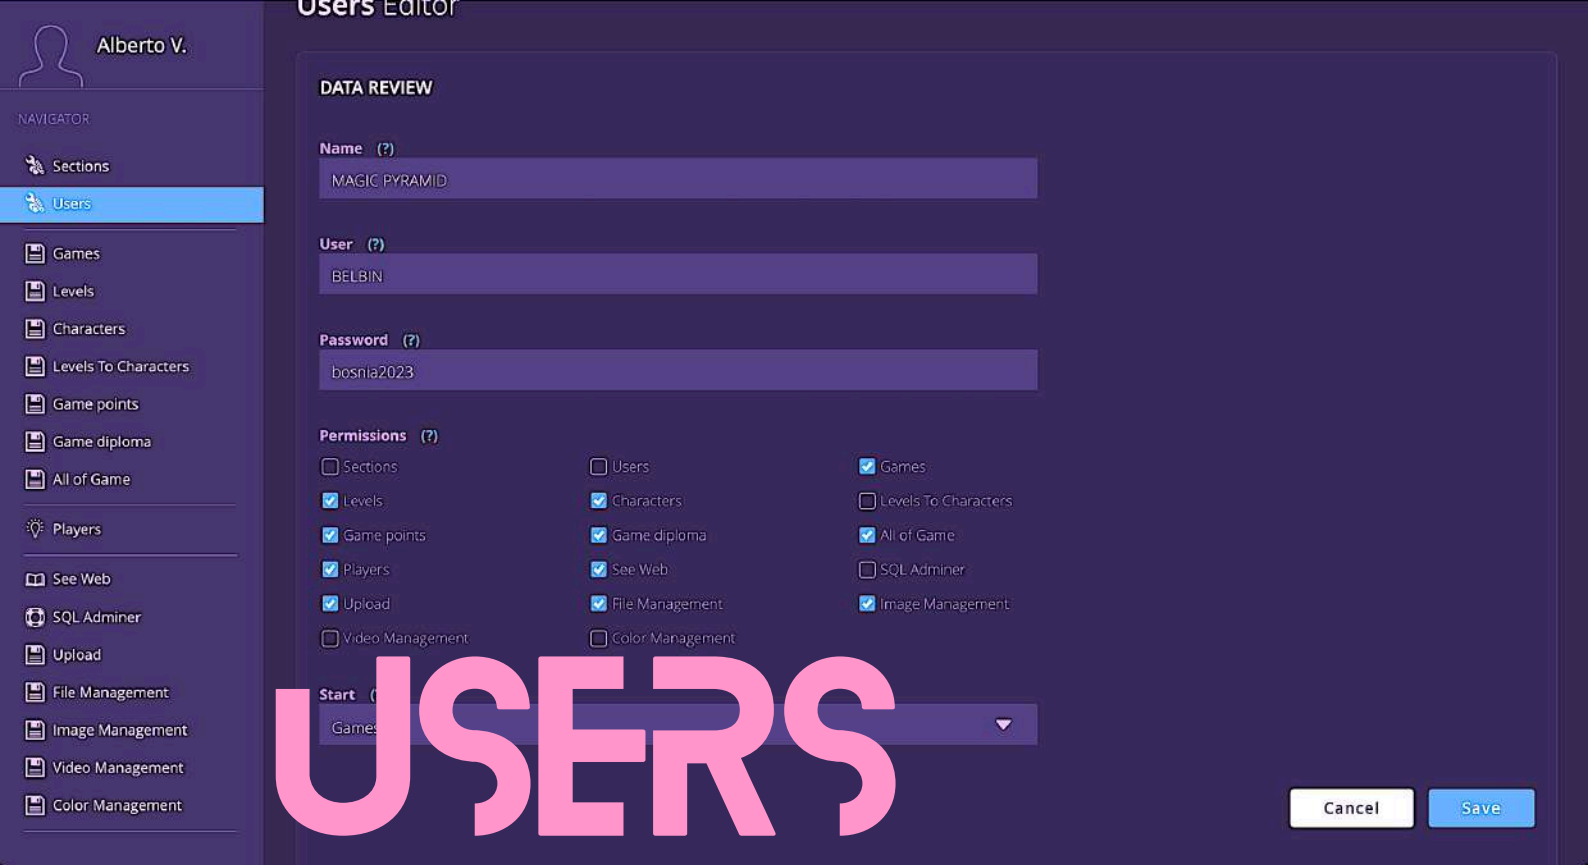 Users Editor
Alberto V.
NAVIGATOR
Sections
Users
Games
Levels
Characters
Levels To Characters
Game points
Game diploma
All of Game
Players
See Web
SQL Adminer
Upload
File Management
Image Management
Video Management
Color Management
DATA REVIEW
Name (?)
MAGIC PYRAMID
User (?)
BELBIN
Password (?)
bosnia2023
Permissions (?)
Sections Users Games
Levels Characters Levels To Characters
Game points Game diploma All of Game
Players See Web SQL Adminer
Upload File Management Image Management
Video Management Color Management
Start (
Games
USERS
Cancel Save